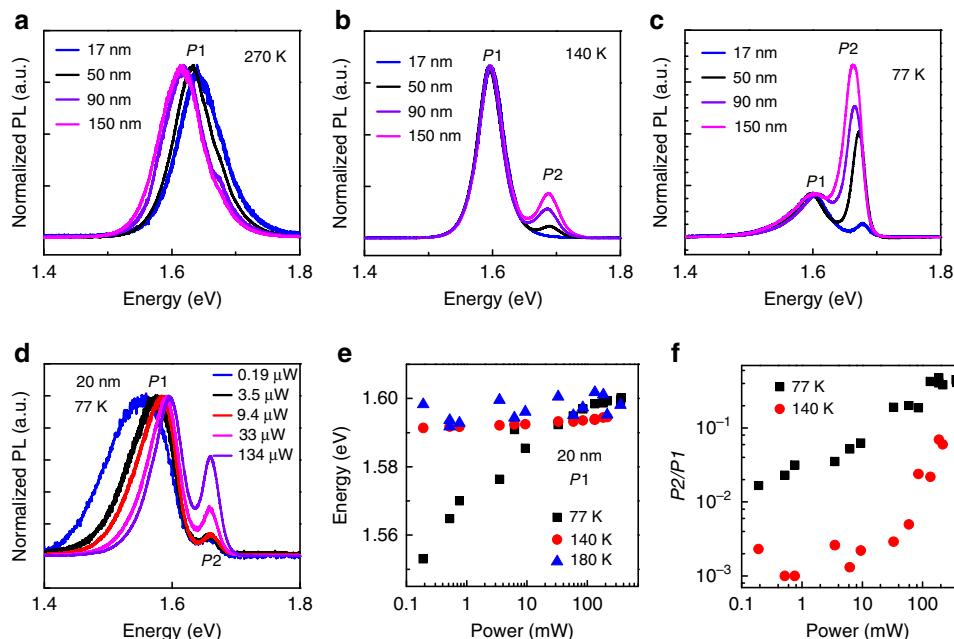 a
Normalized PL (a.u.)
17 nm
50 nm
90 nm
150 nm
P1
270 K
1.4 1.6 1.8
Energy (eV)
b
Normalized PL (a.u.)
17 nm
50 nm
90 nm
150 nm
P1
140 K
P2
1.4 1.6 1.8
Energy (eV)
c
Normalized PL (a.u.)
17 nm
50 nm
90 nm
150 nm
P2
77 K
P1
1.4 1.6 1.8
Energy (eV)
d
Normalized PL (a.u.)
20 nm
77 K
P1
0.19 μW
3.5 μW
9.4 μW
33 μW
134 μW
P2
1.4 1.6 1.8
Energy (eV)
e
Energy (eV)
1.60
1.58
1.56
20 nm
P1
77 K
140 K
180 K
0.1 1 10 100
Power (mW)
f
P2/P1
77 K
140 K
10⁻¹
10⁻²
10⁻³
0.1 1 10 100
Power (mW)